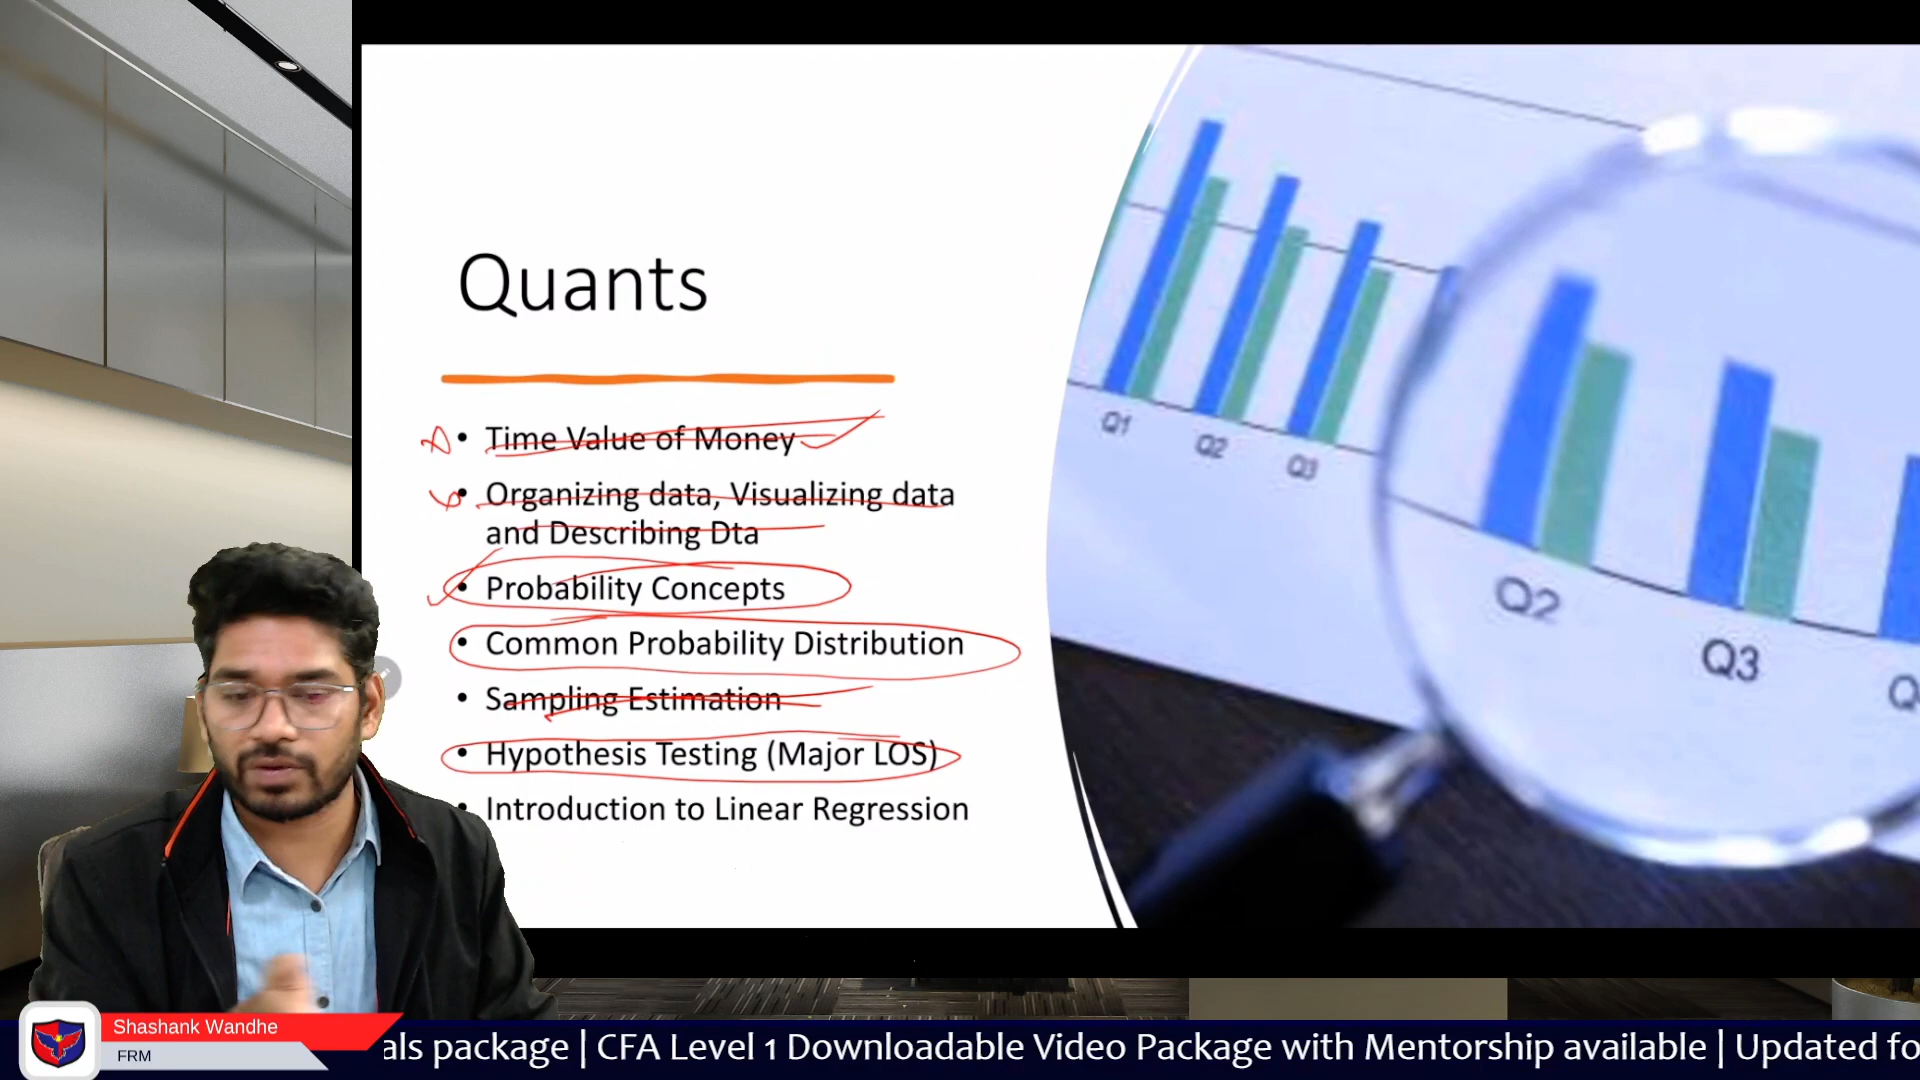 Quants
• Time Value of Money
• Organizing data, Visualizing data
and Describing Dta
• Probability Concepts
• Common Probability Distribution
• Sampling Estimation
• Hypothesis Testing (Major LOS)
• Introduction to Linear Regression
Q1
Q2
Q3
Q2
Q3
Shashank Wandhe
FRM
als package | CFA Level 1 Downloadable Video Package with Mentorship available | Updated fo